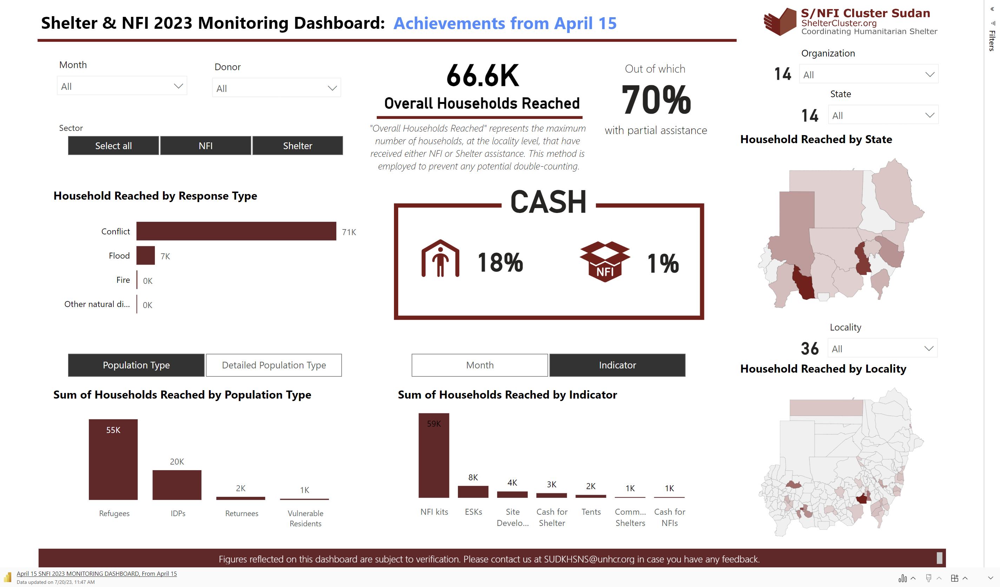 Shelter & NFI 2023 Monitoring Dashboard: Achievements from April 15
S/NFI Cluster Sudan
ShelterCluster.org
Coordinating Humanitarian Shelter
Filters
Month
All
Donor
All
Sector
Select all
NFI
Shelter
66.6K
Overall Households Reached
"Overall Households Reached" represents the maximum
number of households, at the locality level, that have
received either NFI or Shelter assistance. This method is
employed to prevent any potential double-counting.
Out of which
70%
with partial assistance
Organization
14
All
State
14
All
Household Reached by State
Household Reached by Response Type
Conflict
71K
Flood
7K
Fire
0K
Other natural di...
0K
CASH
18%
NFI
1%
Locality
36
All
Household Reached by Locality
Population Type
Detailed Population Type
Month
Indicator
Sum of Households Reached by Population Type
55K
20K
2K
1K
Refugees
IDPs
Returnees
Vulnerable
Residents
Sum of Households Reached by Indicator
59K
8K
4K
3K
2K
1K
1K
NFI kits
ESKs
Site
Develo...
Cash for
Shelter
Tents
Comm...
Shelters
Cash for
NFIs
Figures reflected on this dashboard are subject to verification. Please contact us at SUDKHSNS@unhcr.org in case you have any feedback.
April 15 SNFI 2023 MONITORING DASHBOARD, From April 15
Data updated on 7/20/23, 11:47 AM